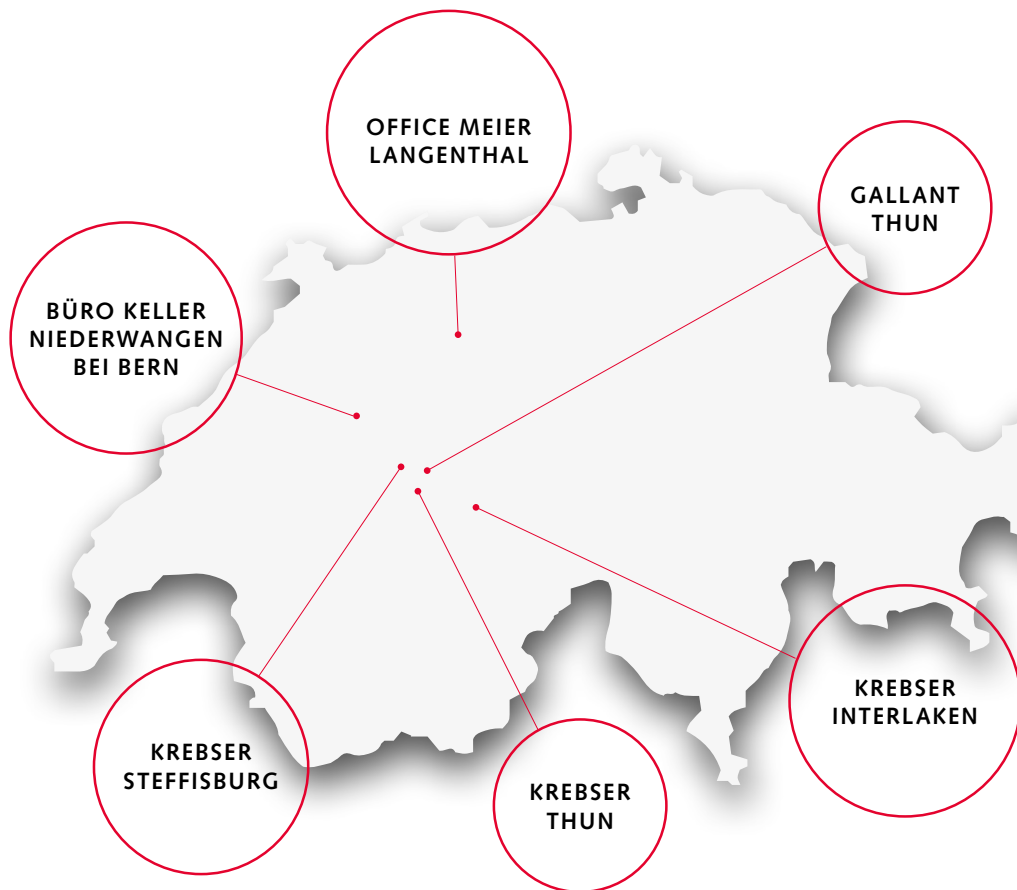 OFFICE MEIER
LANGENTHAL
GALLANT
THUN
BÜRO KELLER
NIEDERWANGEN
BEI BERN
KREBSER
INTERLAKEN
KREBSER
STEFFISBURG
KREBSER
THUN